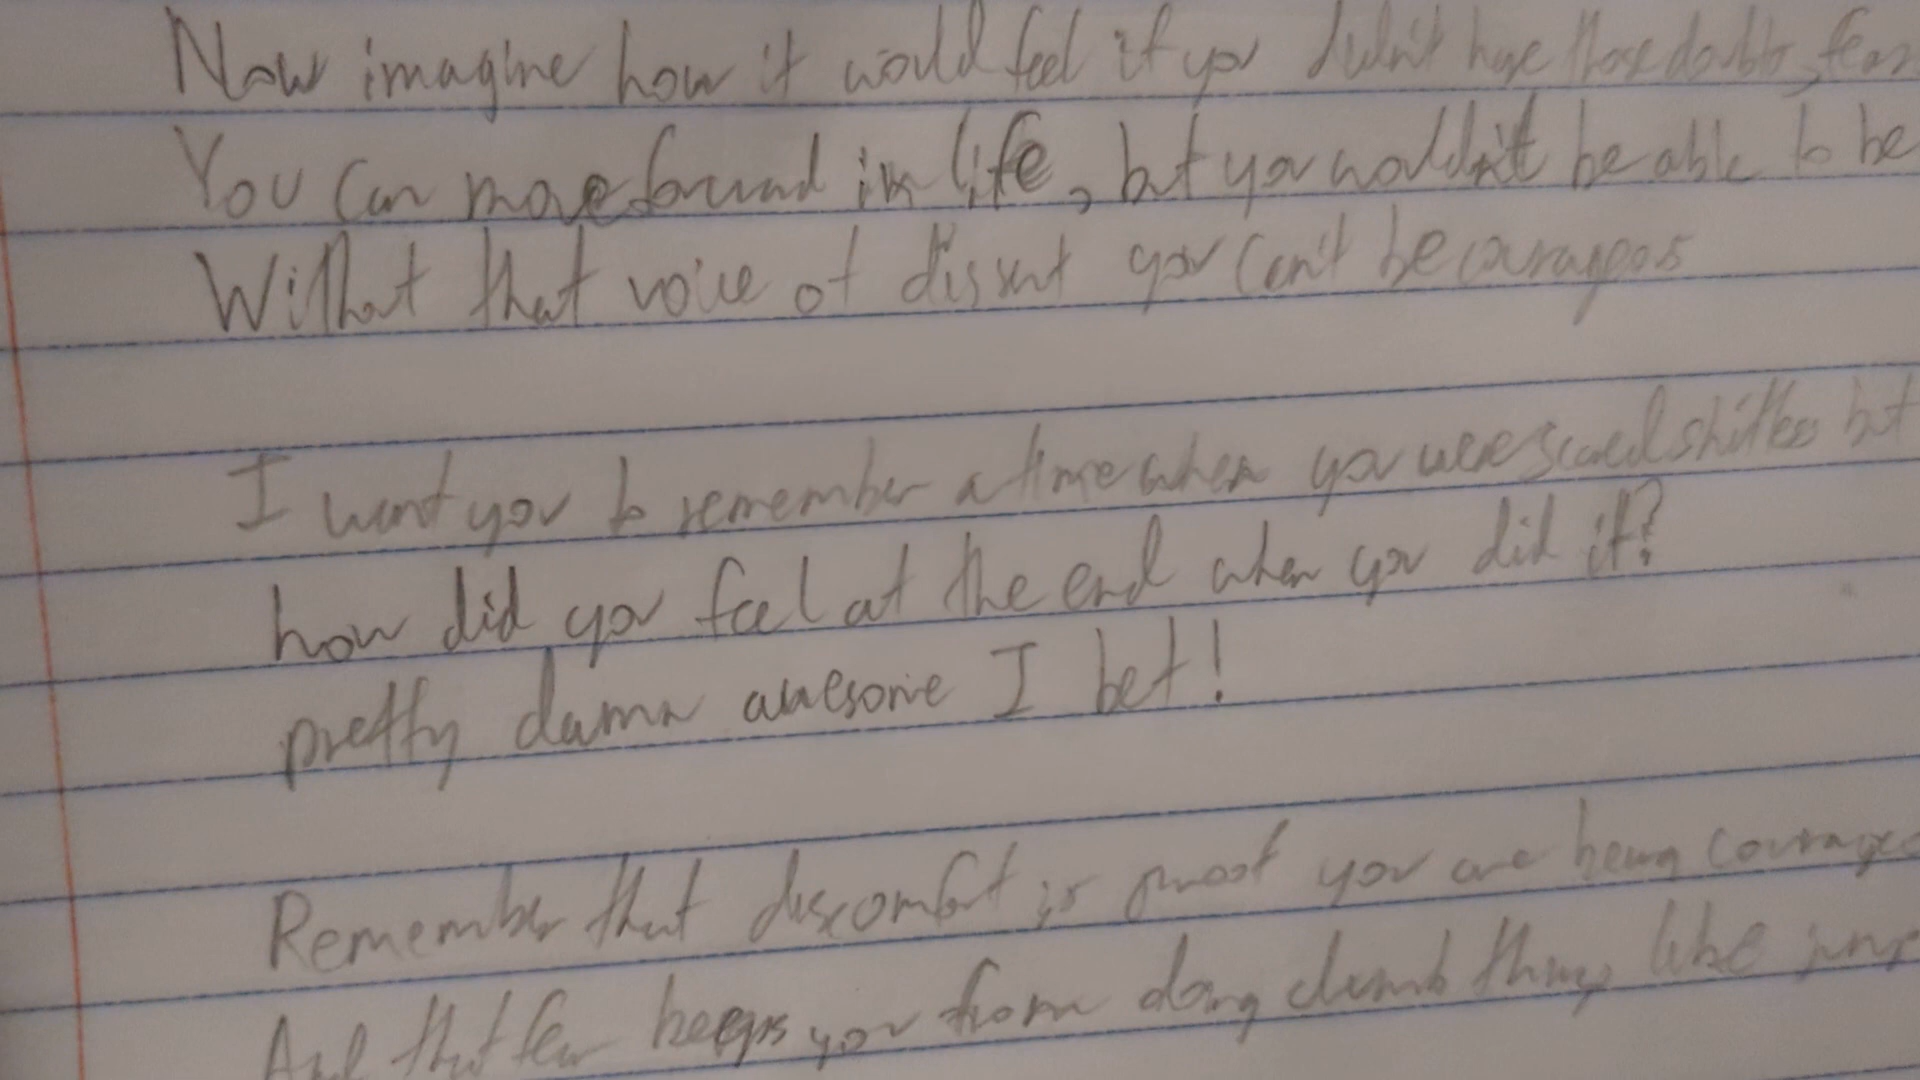 Now imagine how it would feel if you didn't have those doubts, fears
You can move forward in life, but you wouldn't be able to be
Without that voice of dissent you can't be courageous
I want you to remember a time when you were scared shitless but
how did you feel at the end when you did it?
pretty damn awesome I bet!
Remember that discomfort is proof you are being
And that fear keeps you from doing dumb things like